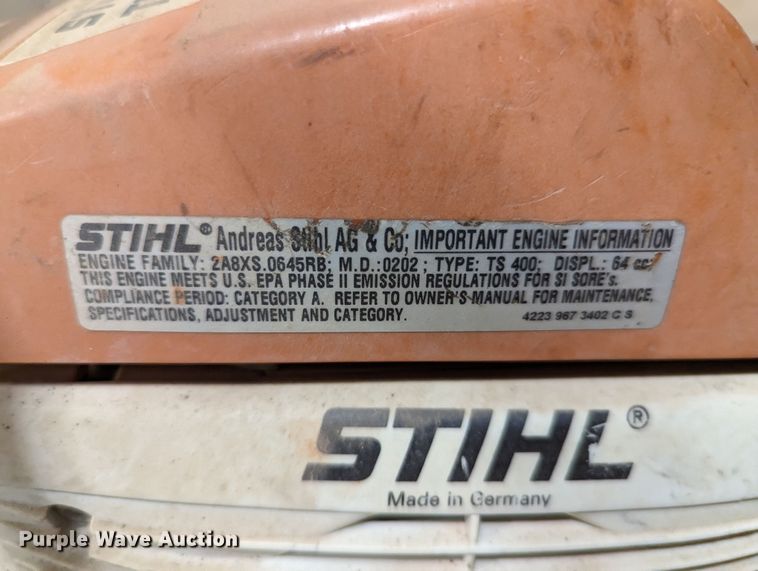 STIHL® Andreas Stihl AG & Co; IMPORTANT ENGINE INFORMATION
ENGINE FAMILY: 2A8XS.0645RB; M.D.:0202 ; TYPE: TS 400; DISPL.: 64 cc;
THIS ENGINE MEETS U.S. EPA PHASE II EMISSION REGULATIONS FOR SI SORE's.
COMPLIANCE PERIOD: CATEGORY A. REFER TO OWNER'S MANUAL FOR MAINTENANCE,
SPECIFICATIONS, ADJUSTMENT AND CATEGORY. 4223 967 3402 G S
STIHL®
Made in Germany
Purple Wave Auction